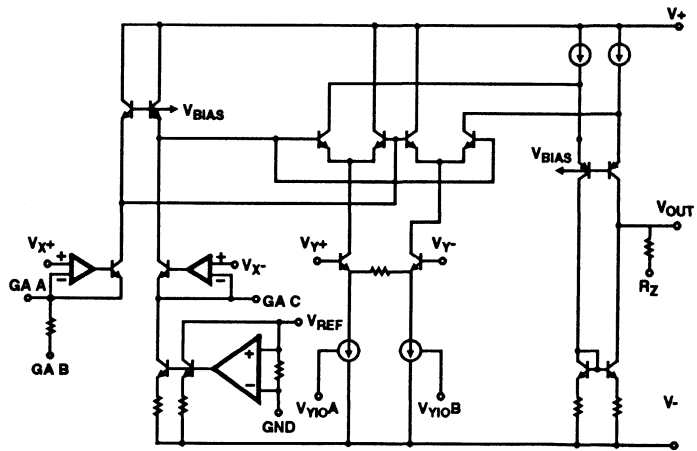 V+
VBIAS
VBIAS
VX+
+
−
VY+
VY-
VOUT
+
−
VX-
GA A
GA C
RZ
VREF
GA B
+
−
VYIOA
VYIOB
GND
V-